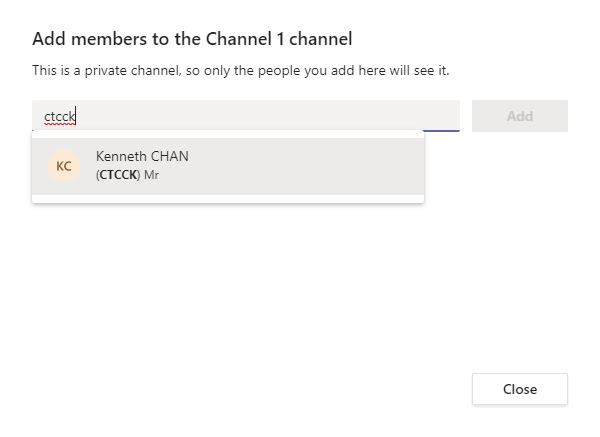 Add members to the Channel 1 channel
This is a private channel, so only the people you add here will see it.
ctcck
Add
KC
Kenneth CHAN
(CTCCK) Mr
Close